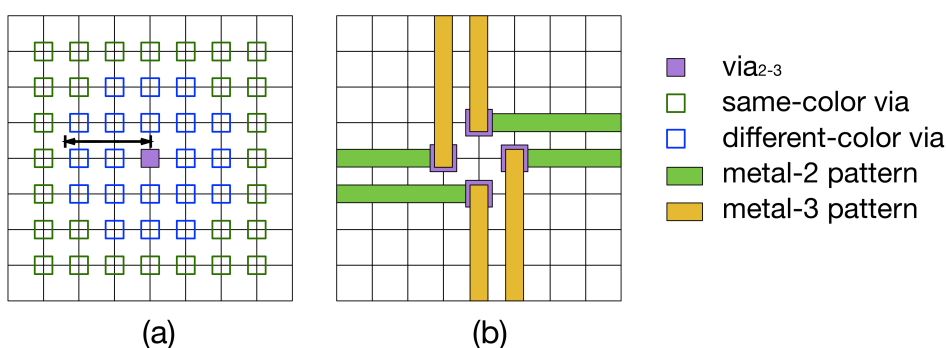 via2-3
same-color via
different-color via
metal-2 pattern
metal-3 pattern
(a)
(b)